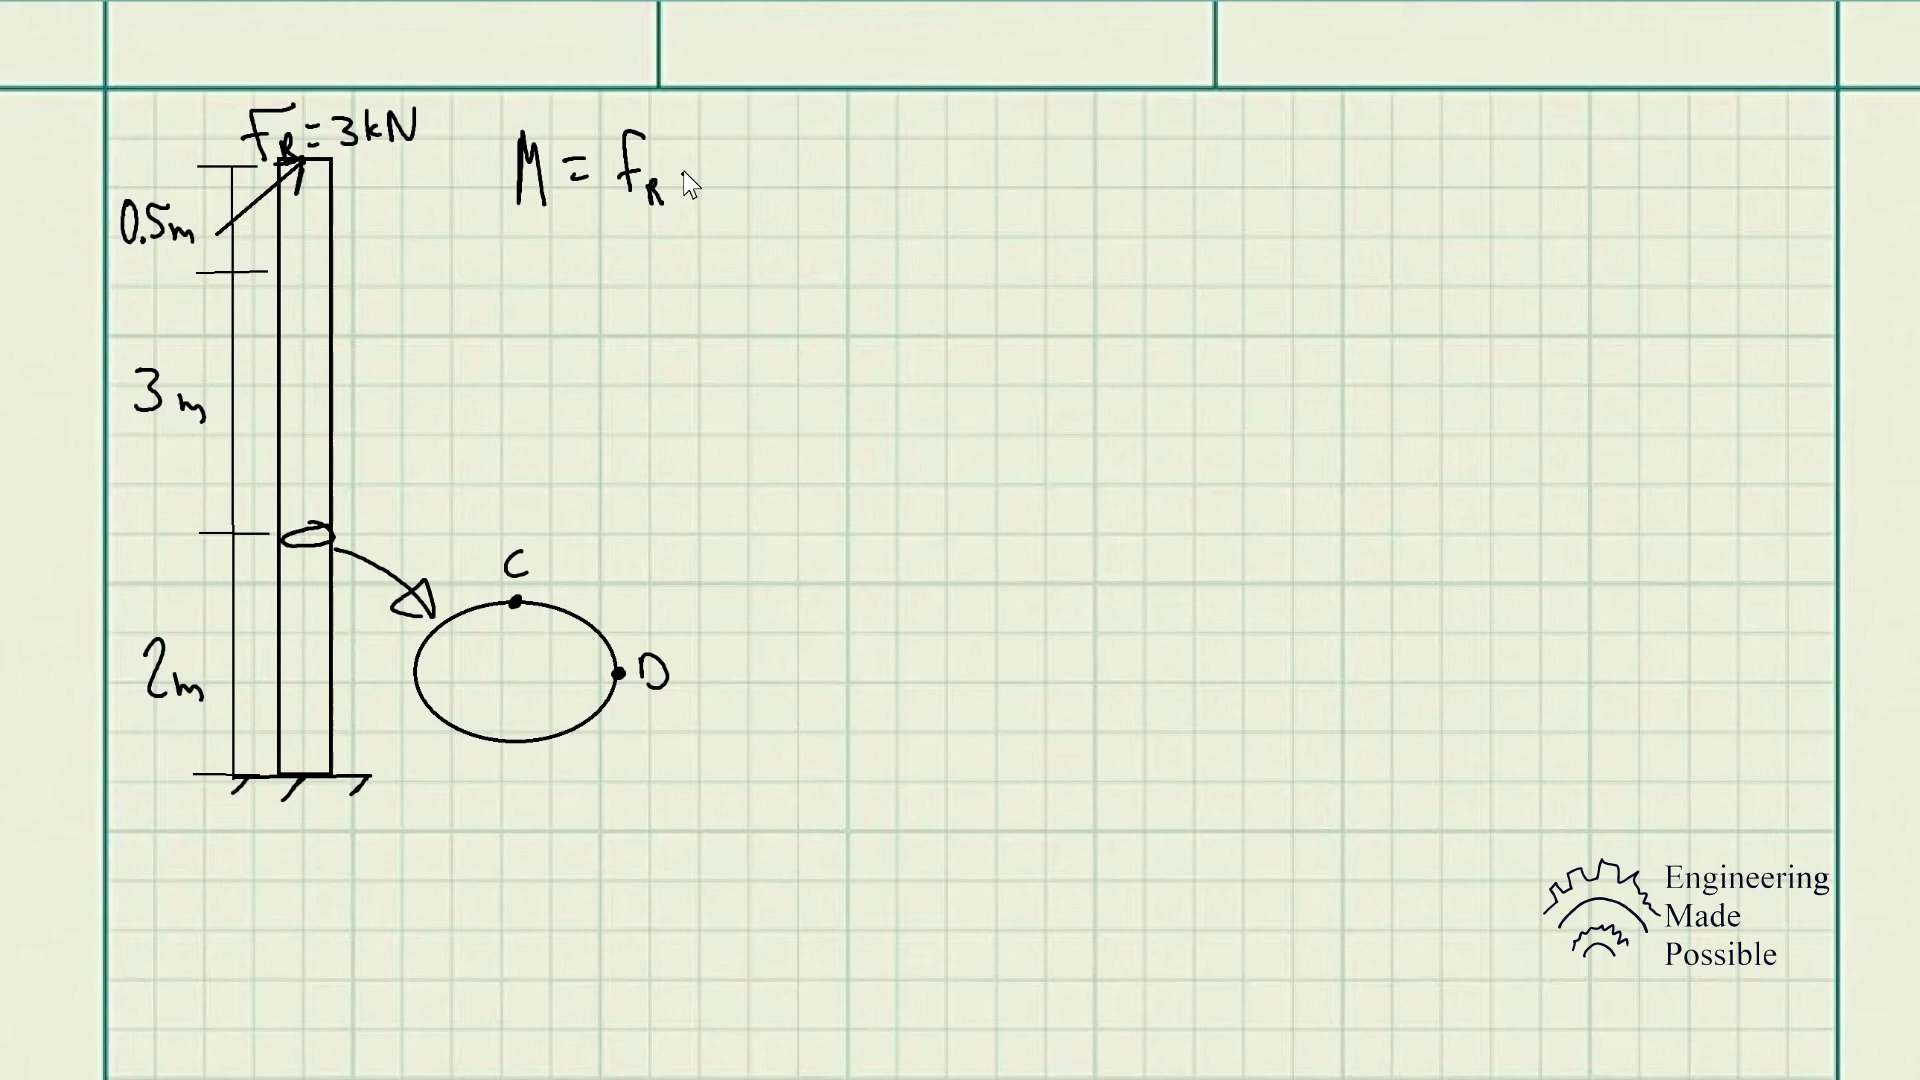 F_R = 3kN
M = F_R
0.5m
3m
C
D
2m
Engineering
Made
Possible